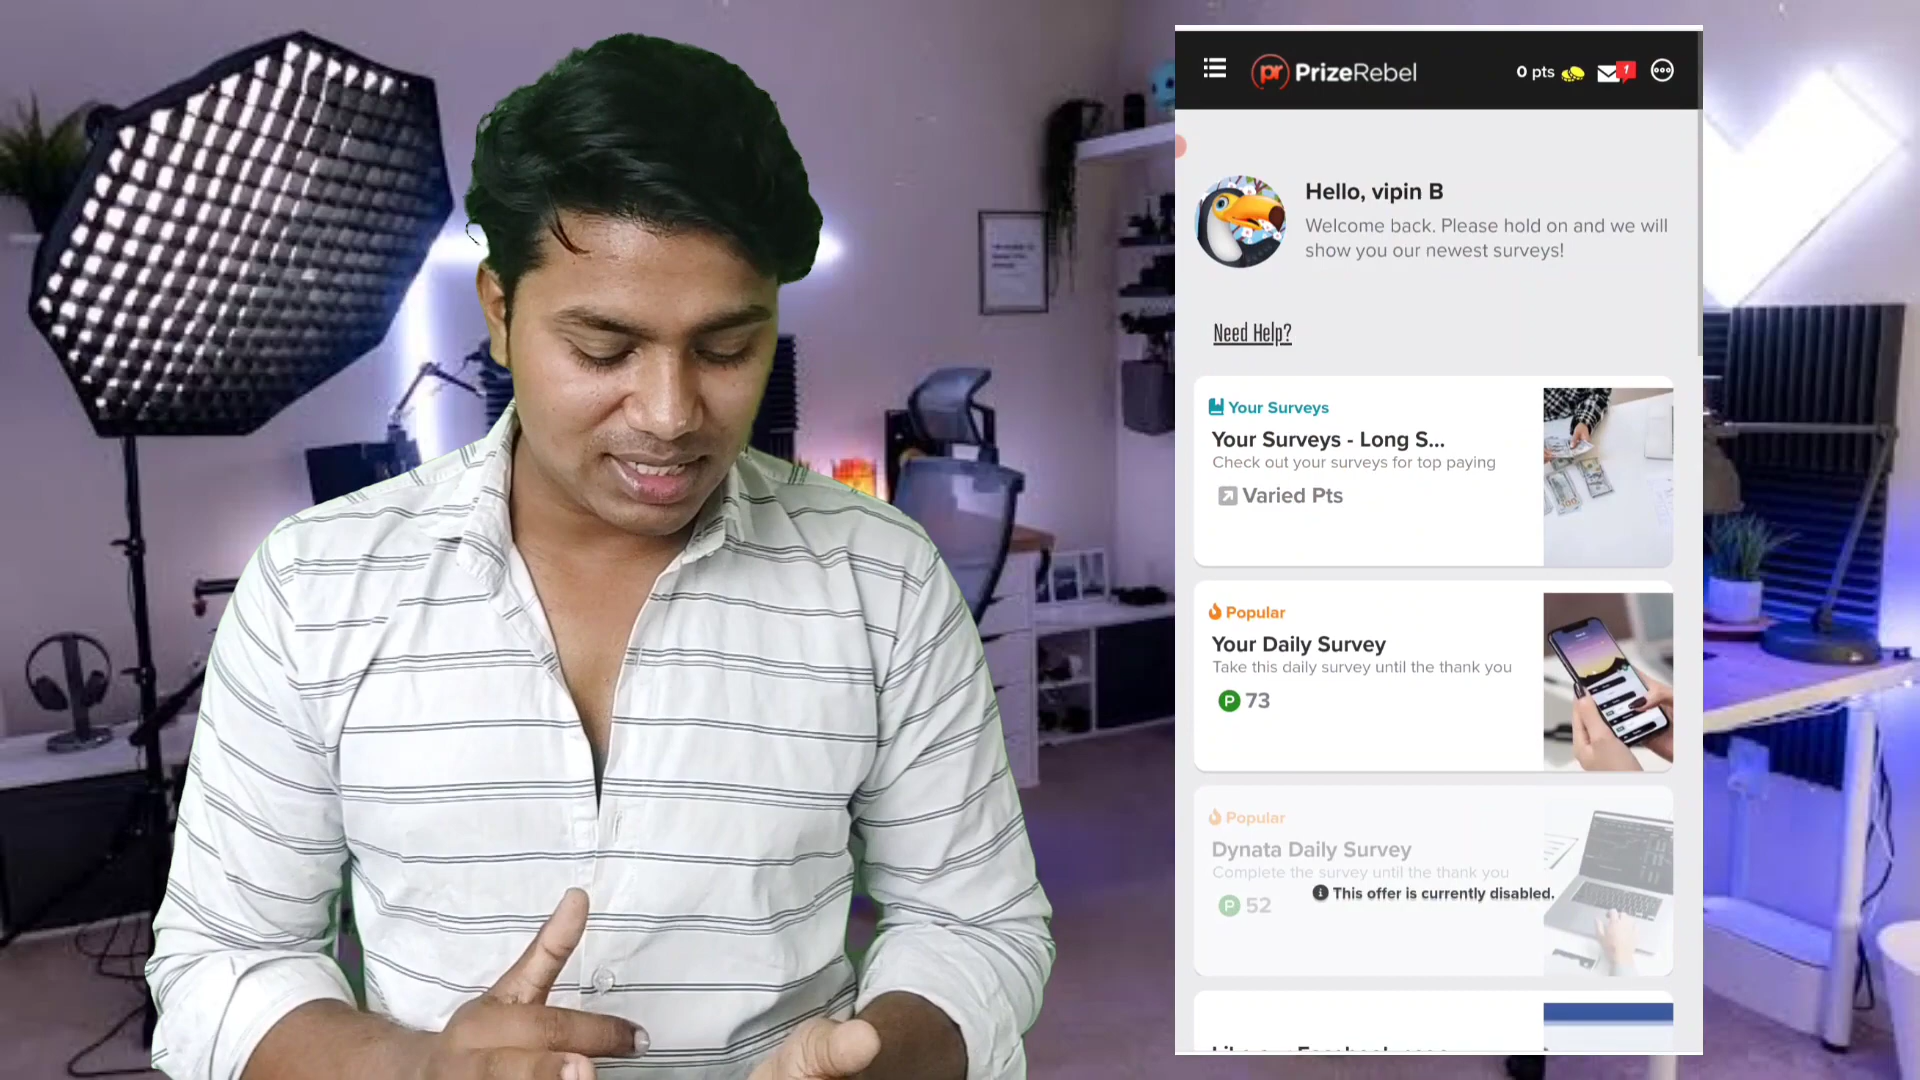 PrizeRebel
0 pts
1
Hello, vipin B
Welcome back. Please hold on and we will
show you our newest surveys!
Need Help?
Your Surveys
Your Surveys - Long S...
Check out your surveys for top paying
Varied Pts
Popular
Your Daily Survey
Take this daily survey until the thank you
P 73
Popular
Dynata Daily Survey
Complete the survey until the thank you
This offer is currently disabled.
P 52